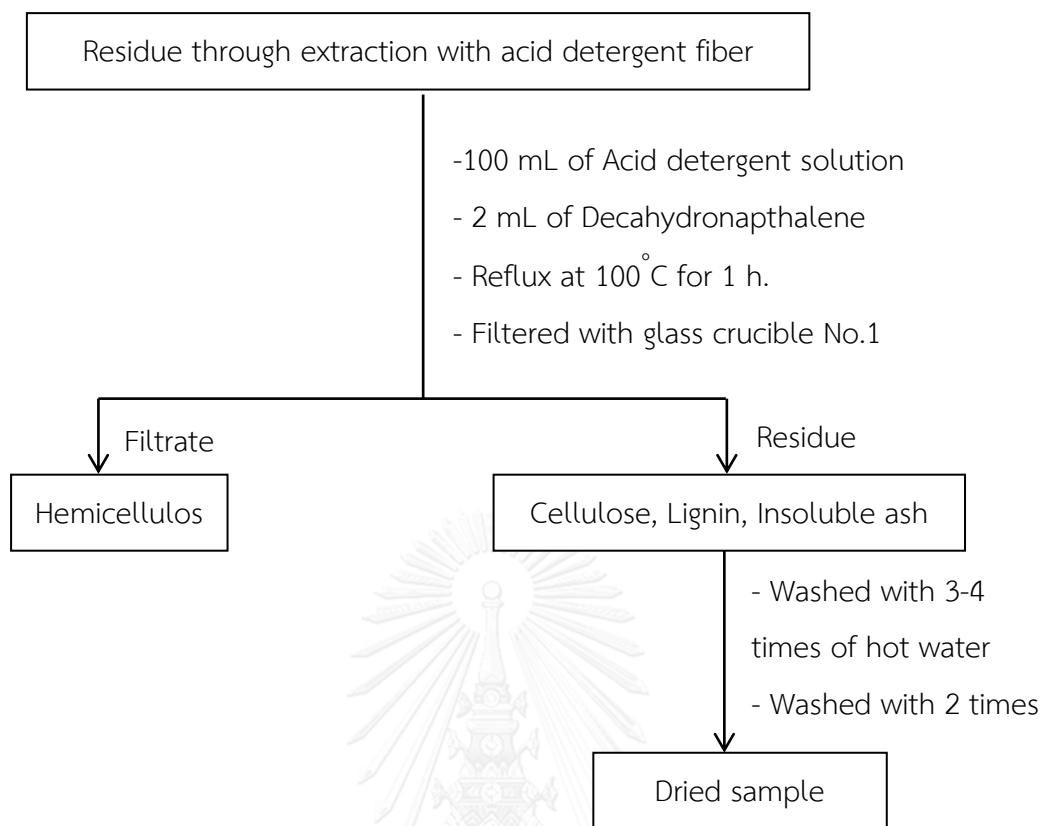 Residue through extraction with acid detergent fiber
-100 mL of Acid detergent solution
- 2 mL of Decahydronapthalene
- Reflux at 100°C for 1 h.
- Filtered with glass crucible No.1
Filtrate
Residue
Hemicellulos
Cellulose, Lignin, Insoluble ash
- Washed with 3-4
times of hot water
- Washed with 2 times
Dried sample